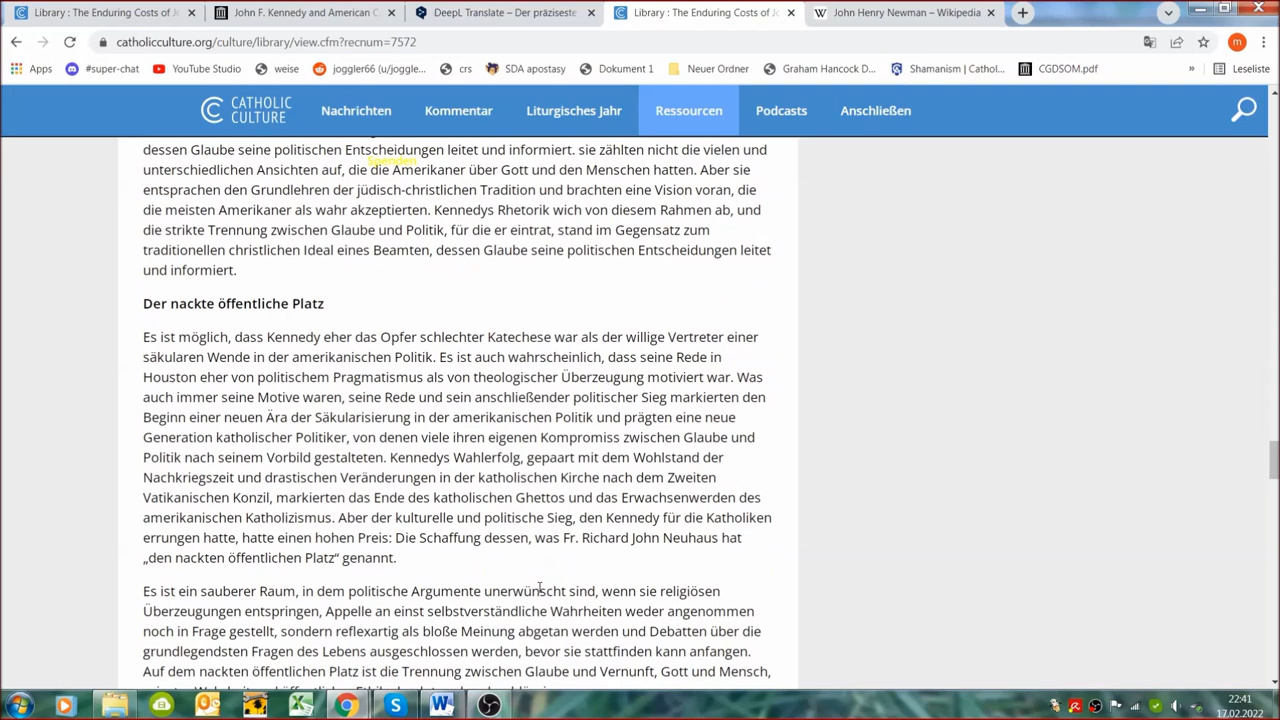 Library : The Enduring Costs of Jo
John F. Kennedy and American C
DeepL Translate – Der präziseste
Library : The Enduring Costs of Jo
John Henry Newman – Wikipedia
catholicculture.org/culture/library/view.cfm?recnum=7572
m
Apps
#super-chat
YouTube Studio
weise
joggler66 (u/joggle...
crs
SDA apostasy
Dokument 1
Neuer Ordner
Graham Hancock D...
Shamanism | Cathol...
CGDSOM.pdf
»
Leseliste
CATHOLIC
CULTURE
Nachrichten
Kommentar
Liturgisches Jahr
Ressourcen
Podcasts
Anschließen
Spenden
dessen Glaube seine politischen Entscheidungen leitet und informiert. sie zählten nicht die vielen und
unterschiedlichen Ansichten auf, die die Amerikaner über Gott und den Menschen hatten. Aber sie
entsprachen den Grundlehren der jüdisch-christlichen Tradition und brachten eine Vision voran, die
die meisten Amerikaner als wahr akzeptierten. Kennedys Rhetorik wich von diesem Rahmen ab, und
die strikte Trennung zwischen Glaube und Politik, für die er eintrat, stand im Gegensatz zum
traditionellen christlichen Ideal eines Beamten, dessen Glaube seine politischen Entscheidungen leitet
und informiert.
Der nackte öffentliche Platz
Es ist möglich, dass Kennedy eher das Opfer schlechter Katechese war als der willige Vertreter einer
säkularen Wende in der amerikanischen Politik. Es ist auch wahrscheinlich, dass seine Rede in
Houston eher von politischem Pragmatismus als von theologischer Überzeugung motiviert war. Was
auch immer seine Motive waren, seine Rede und sein anschließender politischer Sieg markierten den
Beginn einer neuen Ära der Säkularisierung in der amerikanischen Politik und prägten eine neue
Generation katholischer Politiker, von denen viele ihren eigenen Kompromiss zwischen Glaube und
Politik nach seinem Vorbild gestalteten. Kennedys Wahlerfolg, gepaart mit dem Wohlstand der
Nachkriegszeit und drastischen Veränderungen in der katholischen Kirche nach dem Zweiten
Vatikanischen Konzil, markierten das Ende des katholischen Ghettos und das Erwachsenwerden des
amerikanischen Katholizismus. Aber der kulturelle und politische Sieg, den Kennedy für die Katholiken
errungen hatte, hatte einen hohen Preis: Die Schaffung dessen, was Fr. Richard John Neuhaus hat
„den nackten öffentlichen Platz“ genannt.
Es ist ein sauberer Raum, in dem politische Argumente unerwünscht sind, wenn sie religiösen
Überzeugungen entspringen, Appelle an einst selbstverständliche Wahrheiten weder angenommen
noch in Frage gestellt, sondern reflexartig als bloße Meinung abgetan werden und Debatten über die
grundlegendsten Fragen des Lebens ausgeschlossen werden, bevor sie stattfinden kann anfangen.
Auf dem nackten öffentlichen Platz ist die Trennung zwischen Glaube und Vernunft, Gott und Mensch,
22:41
17.02.2022